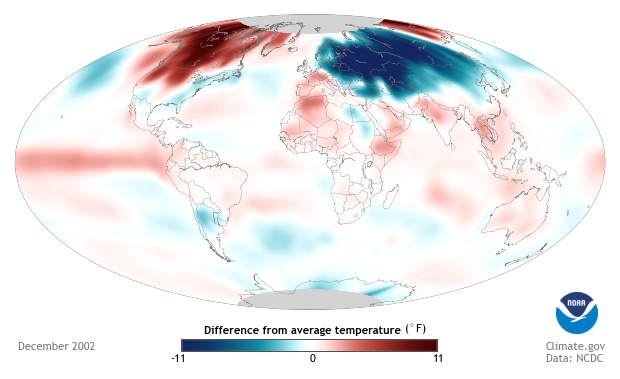 NOAA
Difference from average temperature (°F)
December 2002
-11
0
11
Climate.gov
Data: NCDC